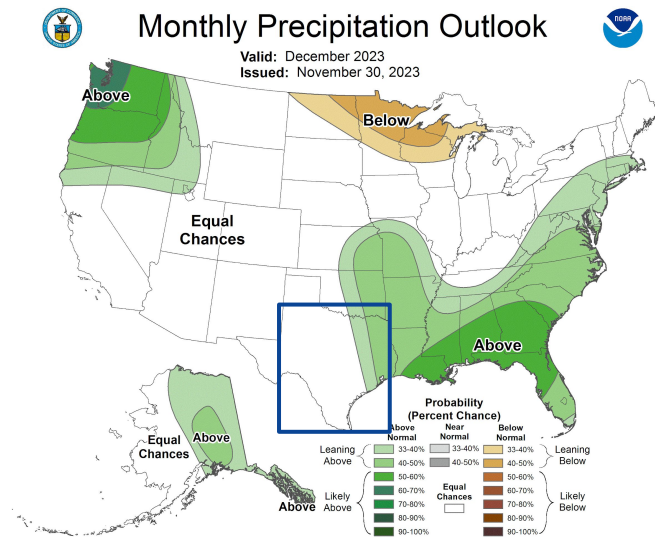 Monthly Precipitation Outlook
NOAA
Valid: December 2023
Issued: November 30, 2023
Above
Below
Equal
Chances
Above
Equal
Chances
Above
Above
Probability
(Percent Chance)
Above
Normal
Near
Normal
Below
Normal
Leaning
Above
33-40%
40-50%
33-40%
40-50%
33-40%
40-50%
Leaning
Below
Likely
Above
50-60%
60-70%
70-80%
80-90%
90-100%
Equal
Chances
50-60%
60-70%
70-80%
80-90%
90-100%
Likely
Below